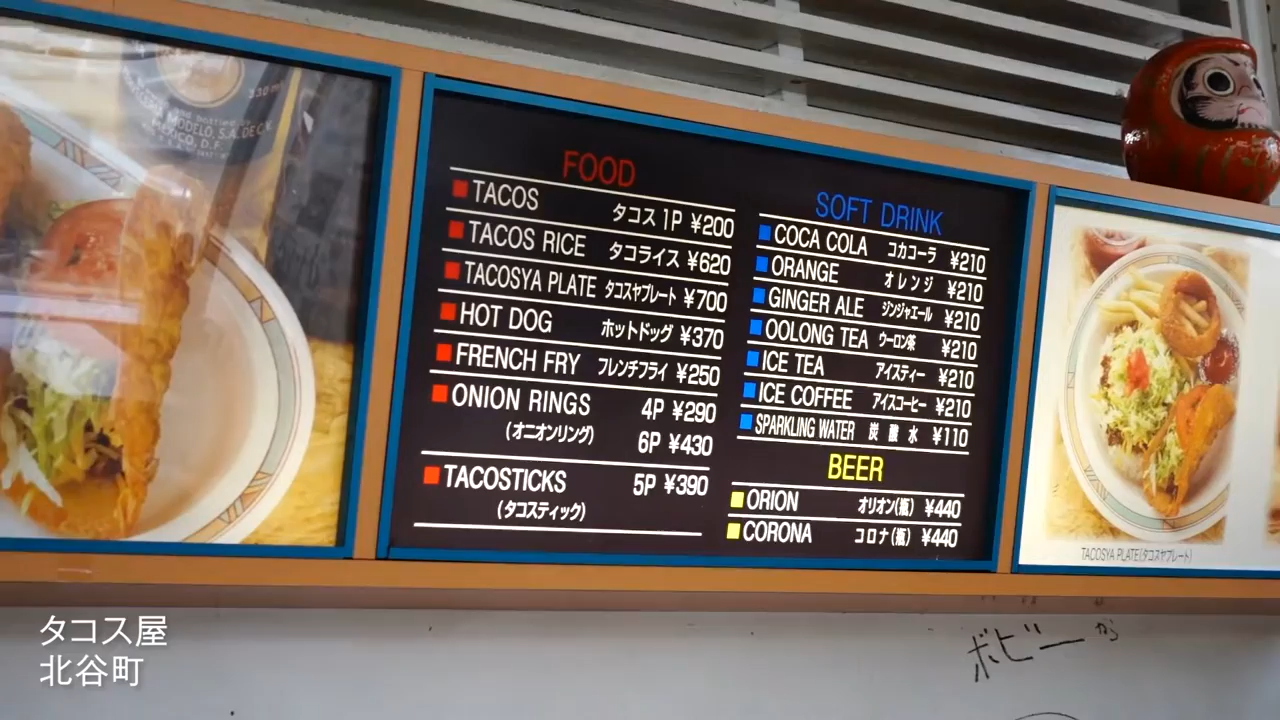 330 ml
and bottled
MODELO, S.A. DE C.V.
MEXICO, D.F.
FOOD
TACOS タコス 1P ¥200
TACOS RICE タコライス ¥620
TACOSYA PLATE タコスヤプレート ¥700
HOT DOG ホットドッグ ¥370
FRENCH FRY フレンチフライ ¥250
ONION RINGS 4P ¥290
(オニオンリング) 6P ¥430
TACOSTICKS 5P ¥390
(タコスティック)
SOFT DRINK
COCA COLA コカコーラ ¥210
ORANGE オレンジ ¥210
GINGER ALE ジンジャエール ¥210
OOLONG TEA ウーロン茶 ¥210
ICE TEA アイスティー ¥210
ICE COFFEE アイスコーヒー ¥210
SPARKLING WATER 炭酸水 ¥110
BEER
ORION オリオン(瓶) ¥440
CORONA コロナ(瓶) ¥440
TACOSYA PLATE(タコスヤプレート)
ボビーか
タコス屋
北谷町